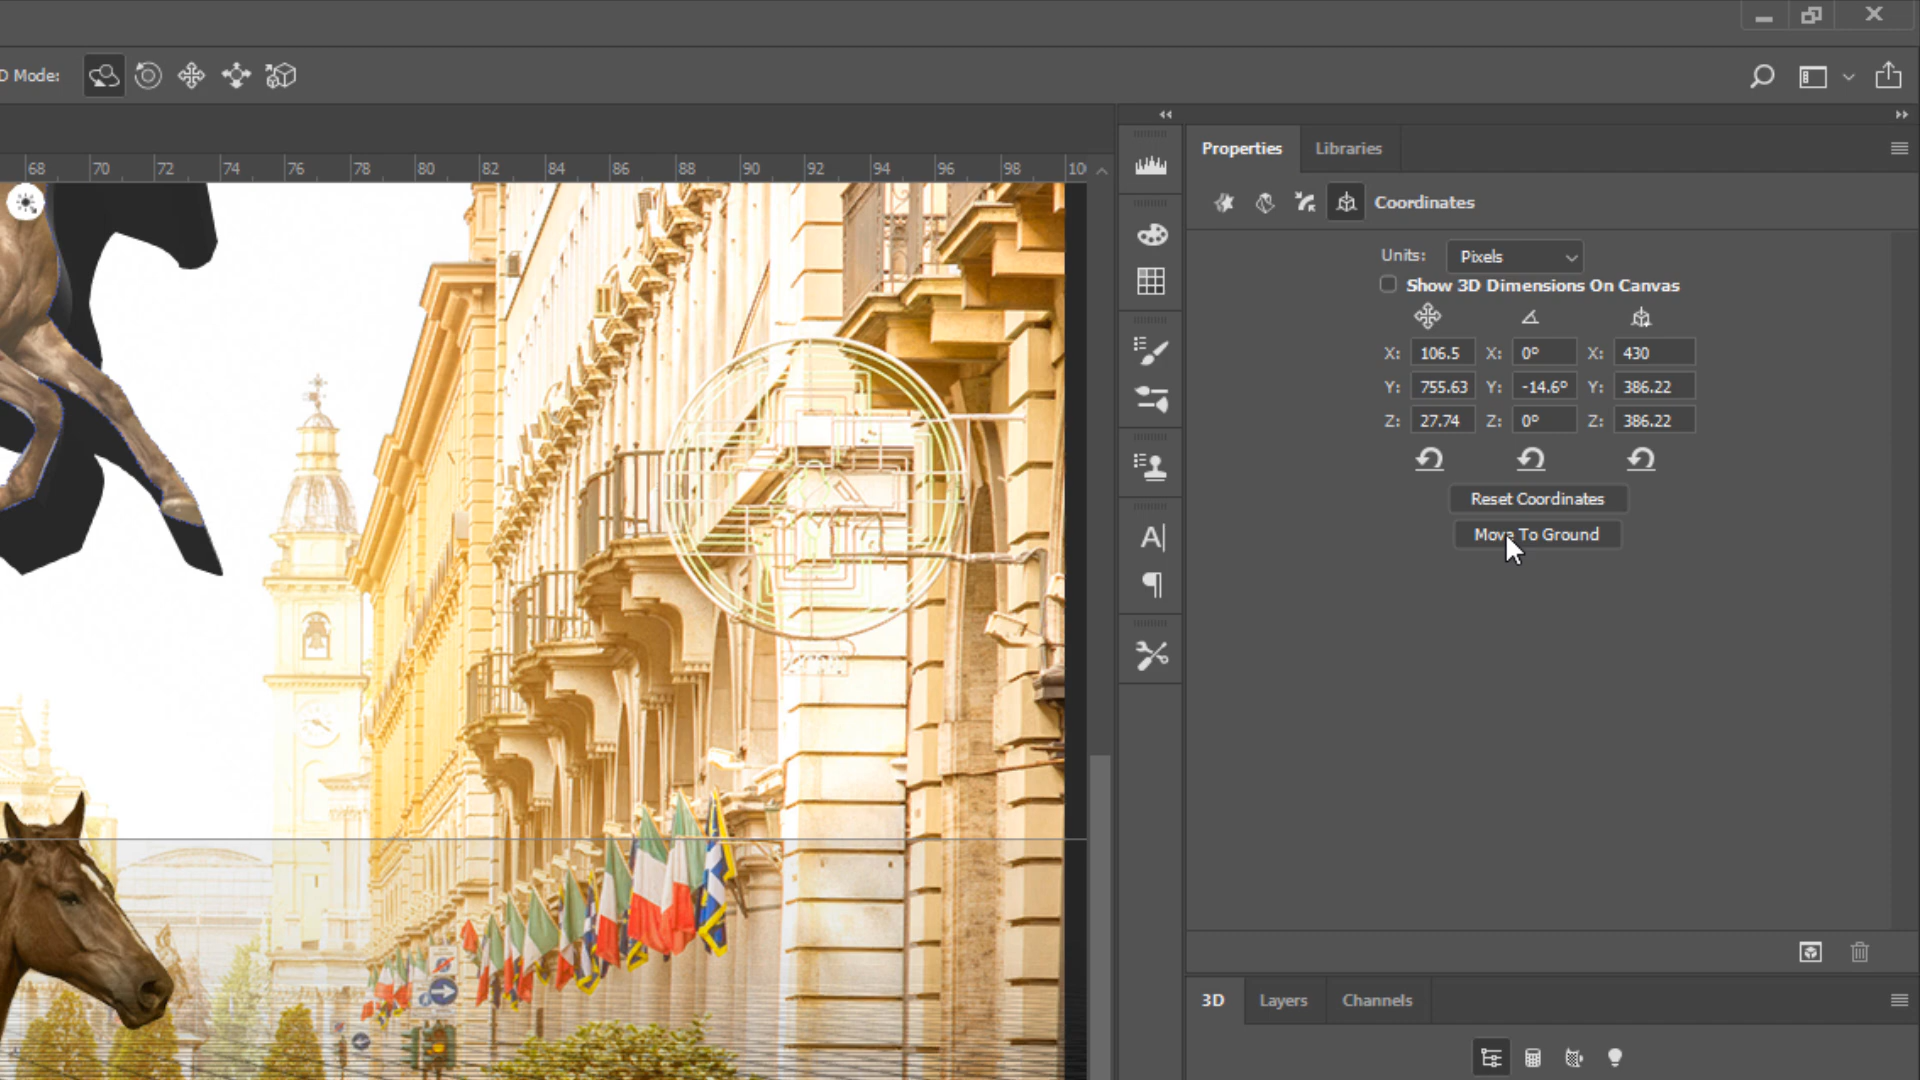 D Mode:
68 70 72 74 76 78 80 82 84 86 88 90 92 94 96 98 10
Properties Libraries
Coordinates
Units: Pixels
Show 3D Dimensions On Canvas
X: 106.5 X: 0° X: 430
Y: 755.63 Y: -14.6° Y: 386.22
Z: 27.74 Z: 0° Z: 386.22
Reset Coordinates
Move To Ground
A
3D Layers Channels